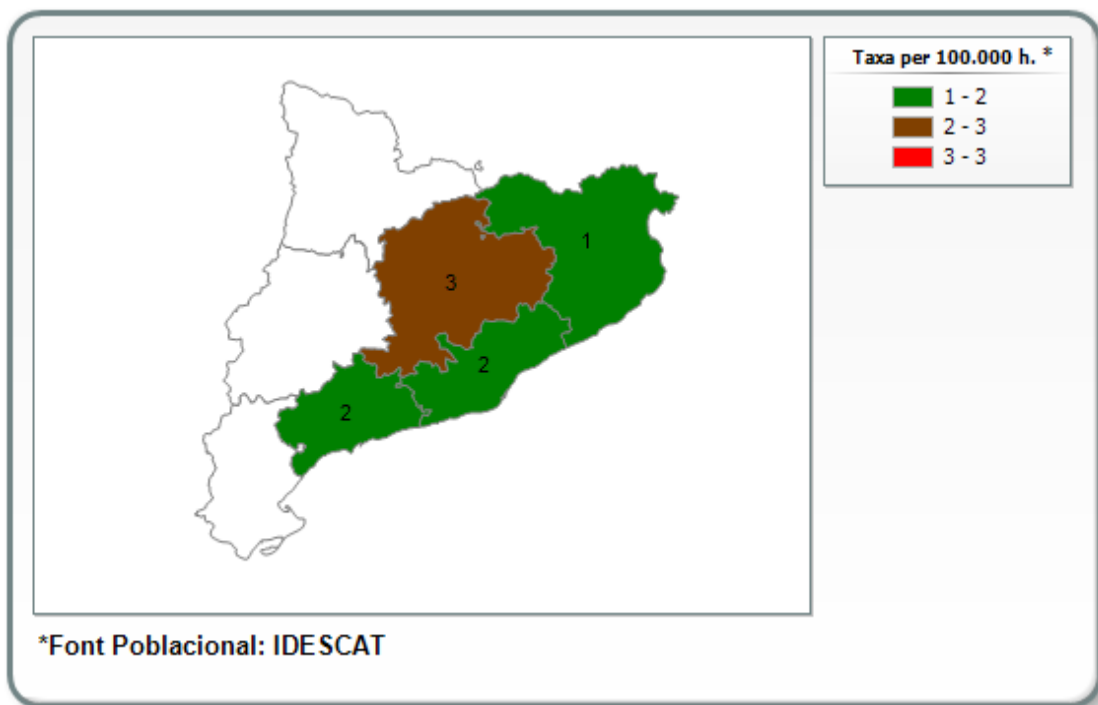 Taxa per 100.000 h. *
1 - 2
2 - 3
3 - 3
1
3
2
2
*Font Poblacional: IDESCAT